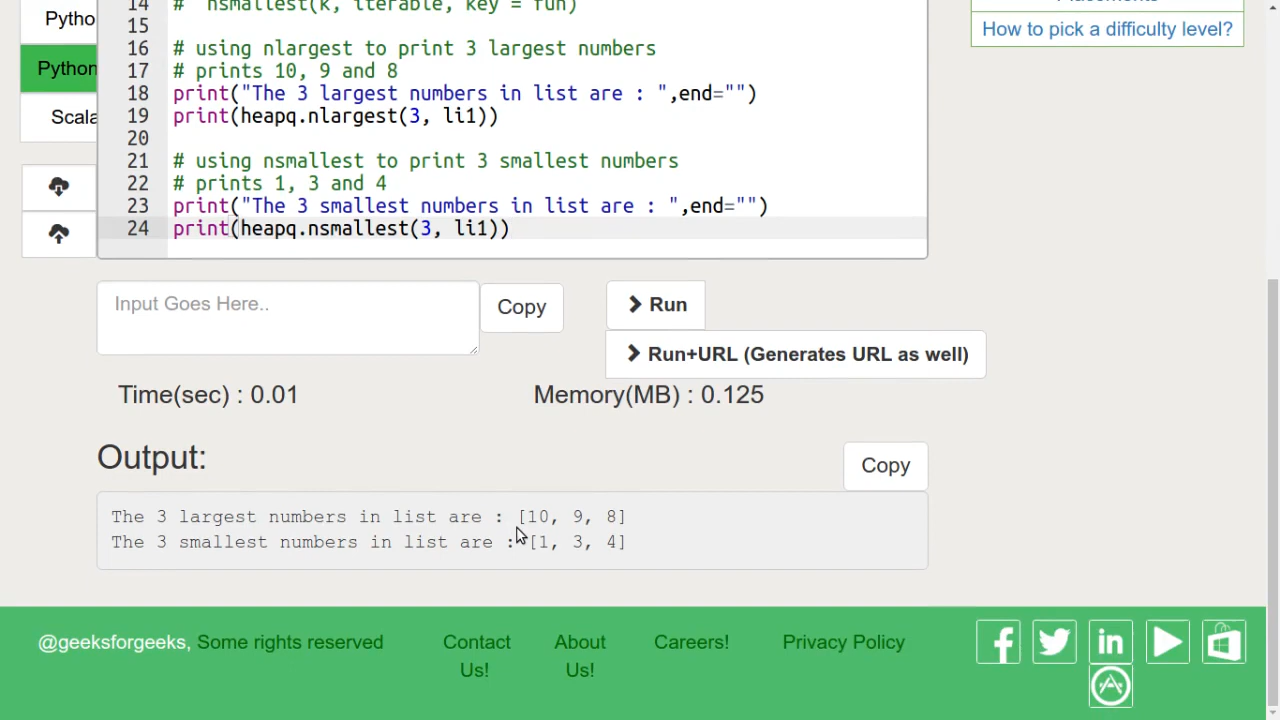 Python
Python
Scala
14 # nsmallest(k, iterable, key = fun)
15
16 # using nlargest to print 3 largest numbers
17 # prints 10, 9 and 8
18 print("The 3 largest numbers in list are : ",end="")
19 print(heapq.nlargest(3, li1))
20
21 # using nsmallest to print 3 smallest numbers
22 # prints 1, 3 and 4
23 print("The 3 smallest numbers in list are : ",end="")
24 print(heapq.nsmallest(3, li1))
Placements
How to pick a difficulty level?
Input Goes Here..
Copy
Run
Run+URL (Generates URL as well)
Time(sec) : 0.01
Memory(MB) : 0.125
Output:
Copy
The 3 largest numbers in list are : [10, 9, 8]
The 3 smallest numbers in list are : [1, 3, 4]
@geeksforgeeks, Some rights reserved
Contact
Us!
About
Us!
Careers!
Privacy Policy